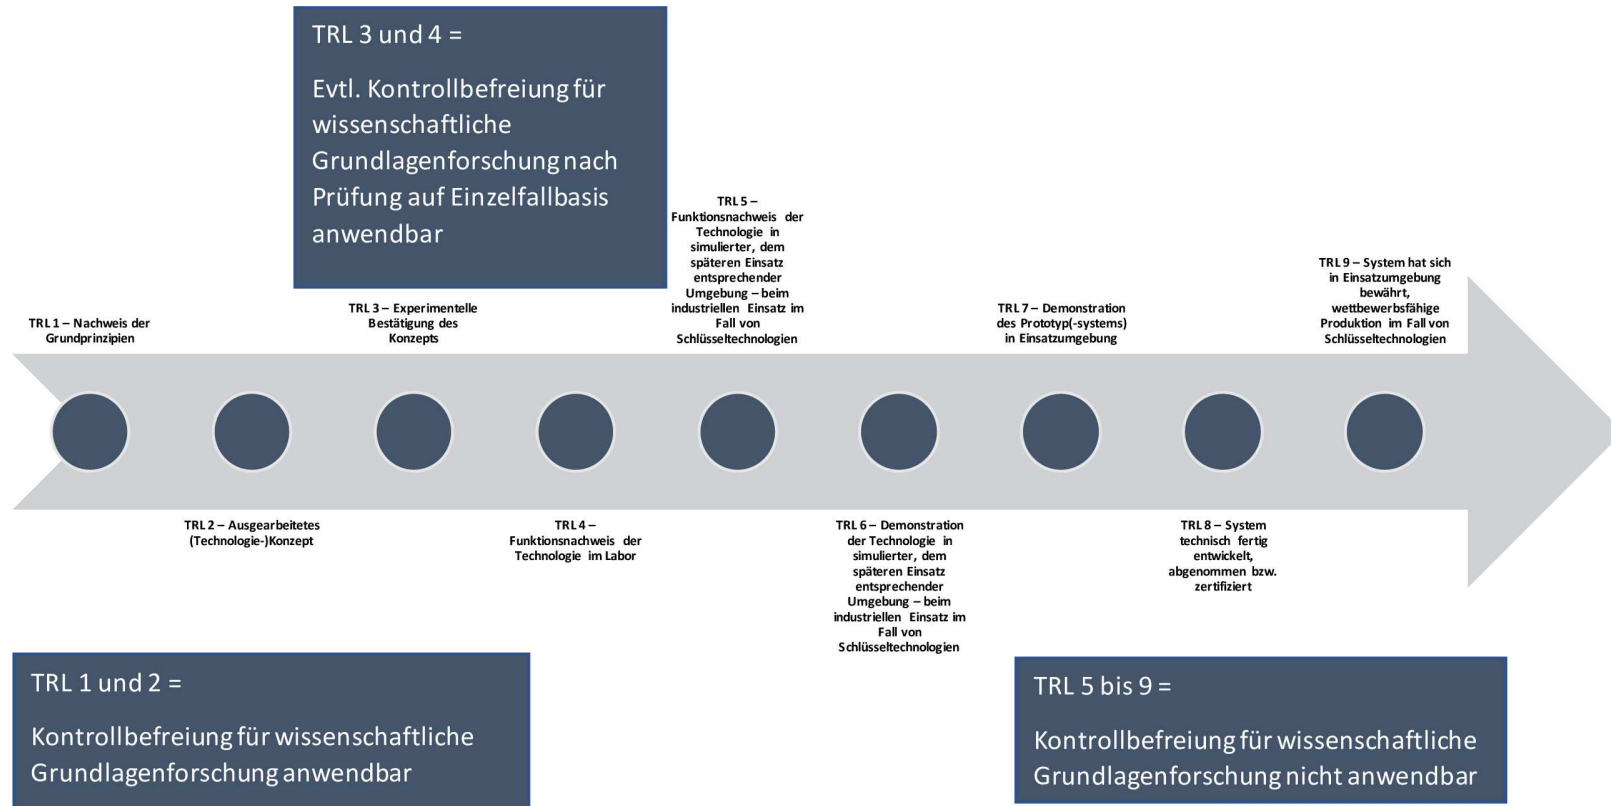 TRL 3 und 4 =
Evtl. Kontrollbefreiung für
wissenschaftliche
Grundlagenforschung nach
Prüfung auf Einzelfallbasis
anwendbar
TRL 1 – Nachweis der
Grundprinzipien
TRL 3 – Experimentelle
Bestätigung des
Konzepts
TRL 5 –
Funktionsnachweis der
Technologie in
simulierter, dem
späteren Einsatz
entsprechender
Umgebung – beim
industriellen Einsatz im
Fall von
Schlüsseltechnologien
TRL 7 – Demonstration
des Prototyp(-systems)
in Einsatzumgebung
TRL 9 – System hat sich
in Einsatzumgebung
bewährt,
wettbewerbsfähige
Produktion im Fall von
Schlüsseltechnologien
TRL 2 – Ausgearbeitetes
(Technologie-)Konzept
TRL 4 –
Funktionsnachweis der
Technologie im Labor
TRL 6 – Demonstration
der Technologie in
simulierter, dem
späteren Einsatz
entsprechender
Umgebung – beim
industriellen Einsatz im
Fall von
Schlüsseltechnologien
TRL 8 – System
technisch fertig
entwickelt,
abgenommen bzw.
zertifiziert
TRL 1 und 2 =
Kontrollbefreiung für wissenschaftliche
Grundlagenforschung anwendbar
TRL 5 bis 9 =
Kontrollbefreiung für wissenschaftliche
Grundlagenforschung nicht anwendbar